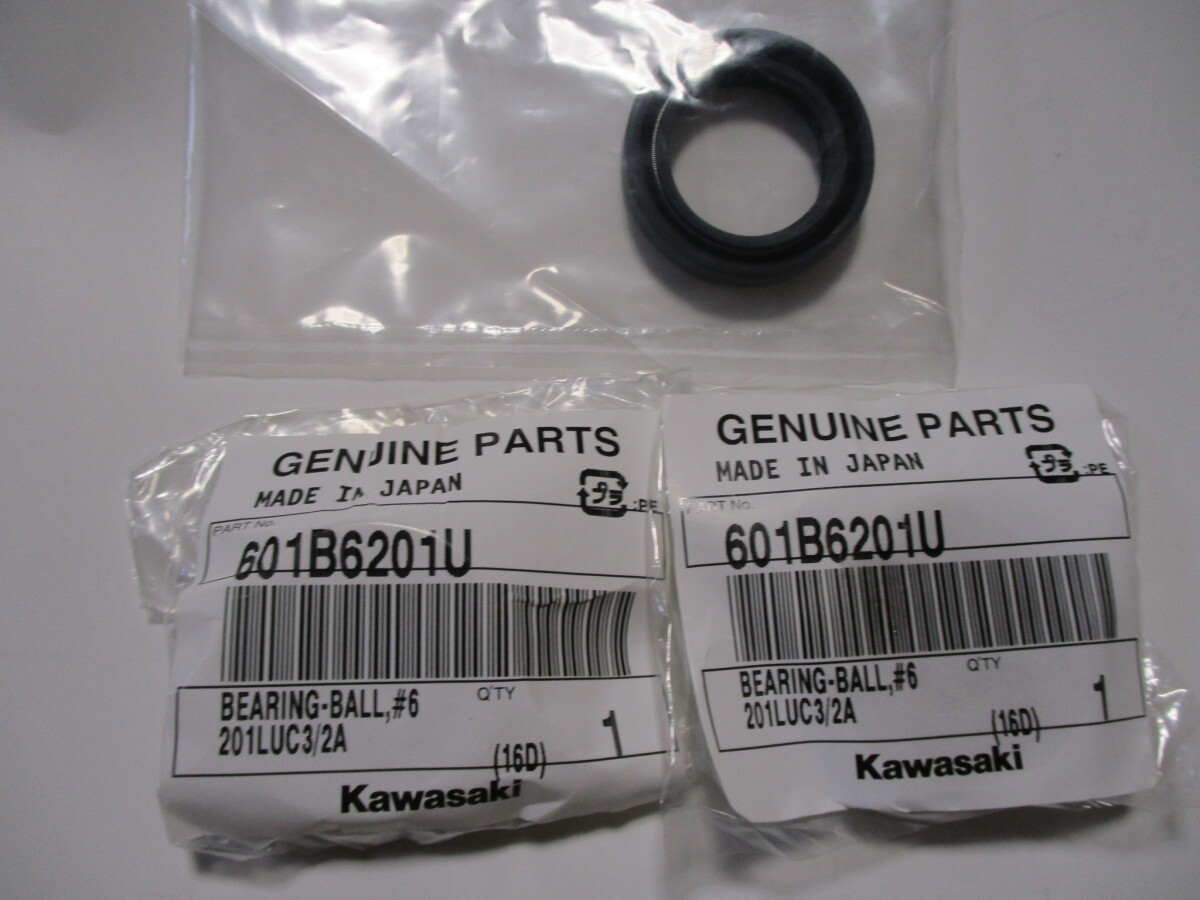 GENUINE PARTS
MADE IN JAPAN
プラ :PE
PART No.
601B6201U
BEARING-BALL,#6
Q'TY
201LUC3/2A
(16D)
1
Kawasaki
GENUINE PARTS
MADE IN JAPAN
プラ :PE
PART No.
601B6201U
BEARING-BALL,#6
Q'TY
201LUC3/2A
(16D)
1
Kawasaki